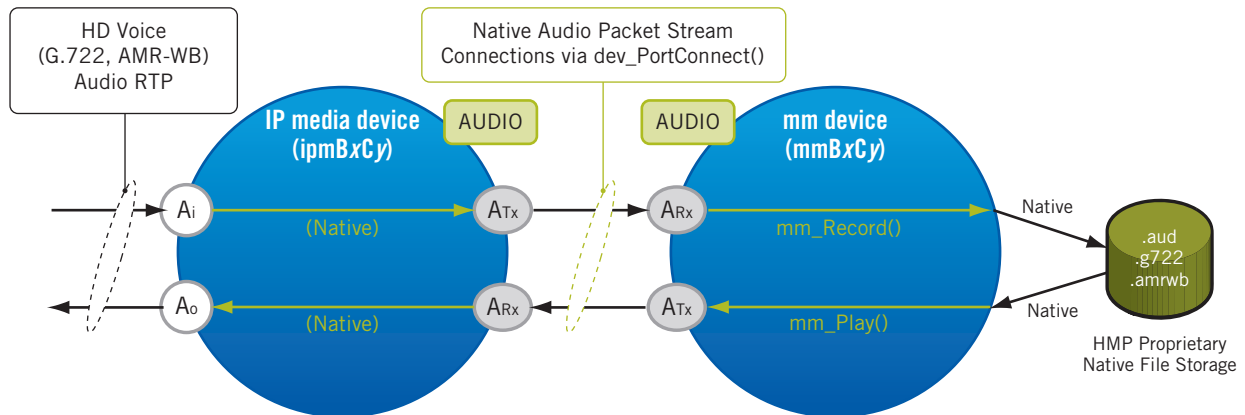 HD Voice
(G.722, AMR-WB)
Audio RTP
Native Audio Packet Stream
Connections via dev_PortConnect()
IP media device
(ipmBxCy)
AUDIO
AUDIO
mm device
(mmBxCy)
Ai
(Native)
ATx
ARx
mm_Record()
Native
Ao
(Native)
ARx
ATx
mm_Play()
Native
.aud
.g722
.amrwb
HMP Proprietary
Native File Storage